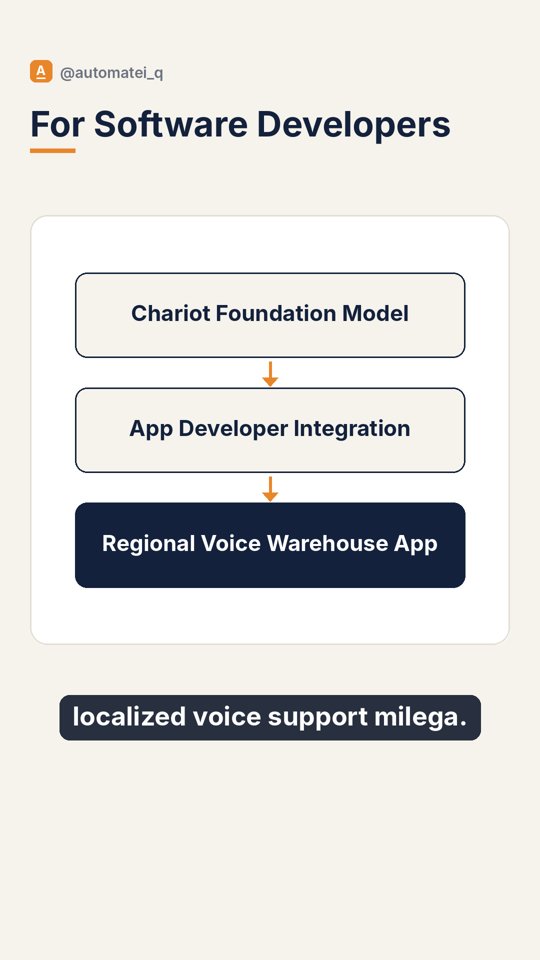 A
@automatei_q
For Software Developers
Chariot Foundation Model
App Developer Integration
Regional Voice Warehouse App
localized voice support milega.